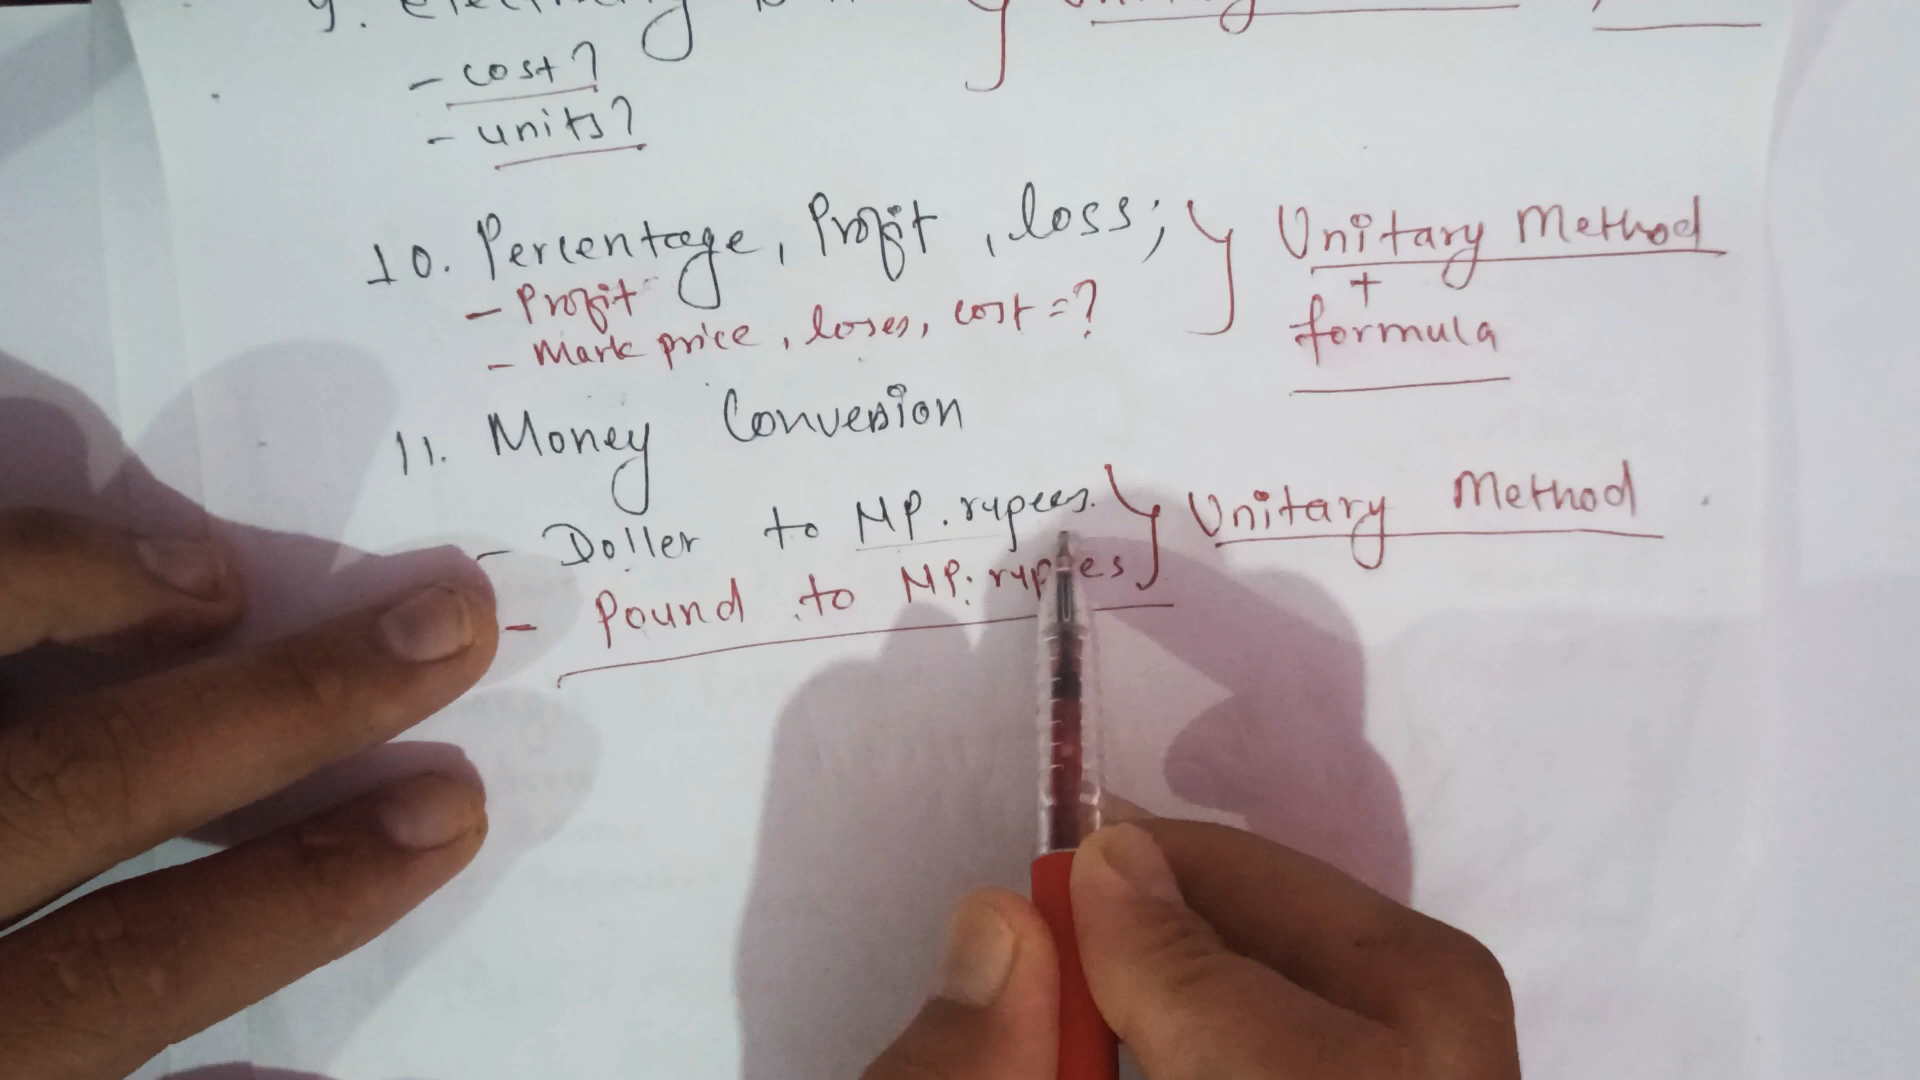 9.
- cost?
- units?
10. Percentage, Profit, loss; } Unitary Method
- Profit
+
- Mark price, loses, cost = ?
formula
11. Money Conversion
- Doller to NP. rupees. } Unitary Method
- Pound to NP. rupees